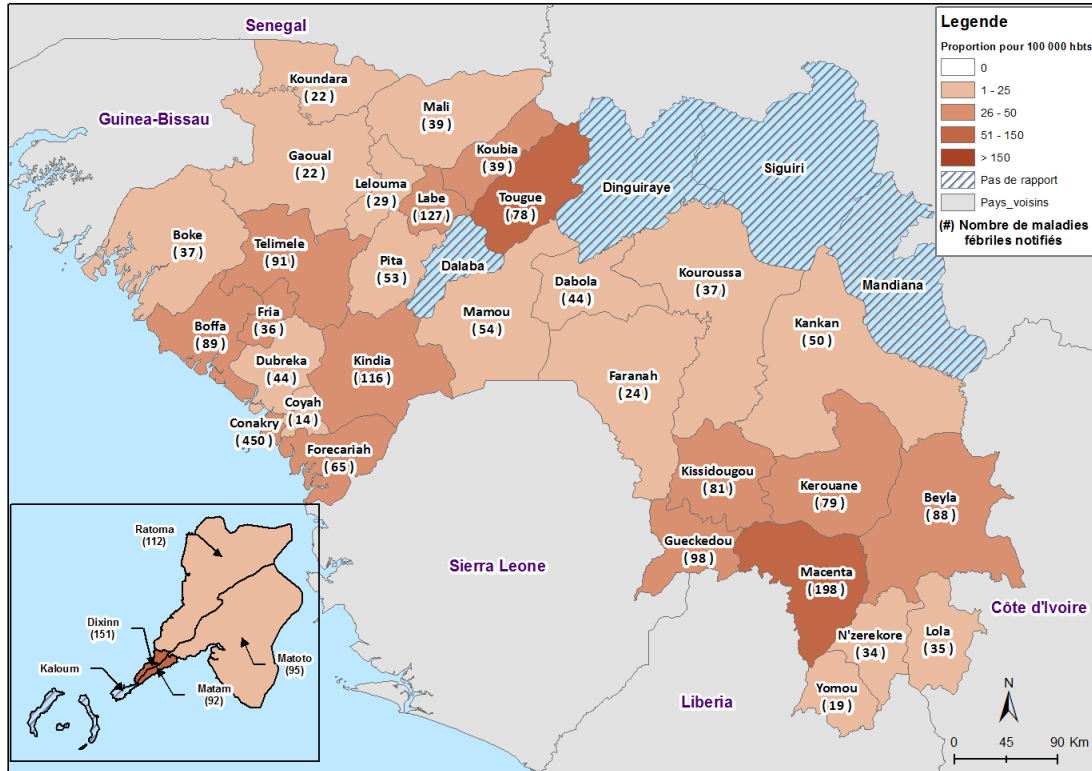 Senegal
Guinea-Bissau
Koundara
( 22 )
Mali
( 39 )
Gaoual
( 22 )
Koubia
( 39 )
Lelouma
( 29 )
Labe
( 127 )
Tougue
( 78 )
Dinguiraye
Siguiri
Boke
( 37 )
Telimele
( 91 )
Pita
( 53 )
Dalaba
Dabola
( 44 )
Kouroussa
( 37 )
Mandiana
Fria
( 36 )
Boffa
( 89 )
Mamou
( 54 )
Kankan
( 50 )
Dubreka
( 44 )
Kindia
( 116 )
Faranah
( 24 )
Coyah
( 14 )
Conakry
( 450 )
Forecariah
( 65 )
Kissidougou
( 81 )
Kerouane
( 79 )
Beyla
( 88 )
Gueckedou
( 98 )
Macenta
( 198 )
Sierra Leone
Côte d'Ivoire
N'zerekore
( 34 )
Lola
( 35 )
Yomou
( 19 )
Liberia
Legende
Proportion pour 100 000 hbts
0
1 - 25
26 - 50
51 - 150
> 150
Pas de rapport
Pays_voisins
(#) Nombre de maladies
fébriles notifiés
Ratoma
(112)
Dixinn
(151)
Kaloum
Matam
(92)
Matoto
(95)
N
0 45 90 Km